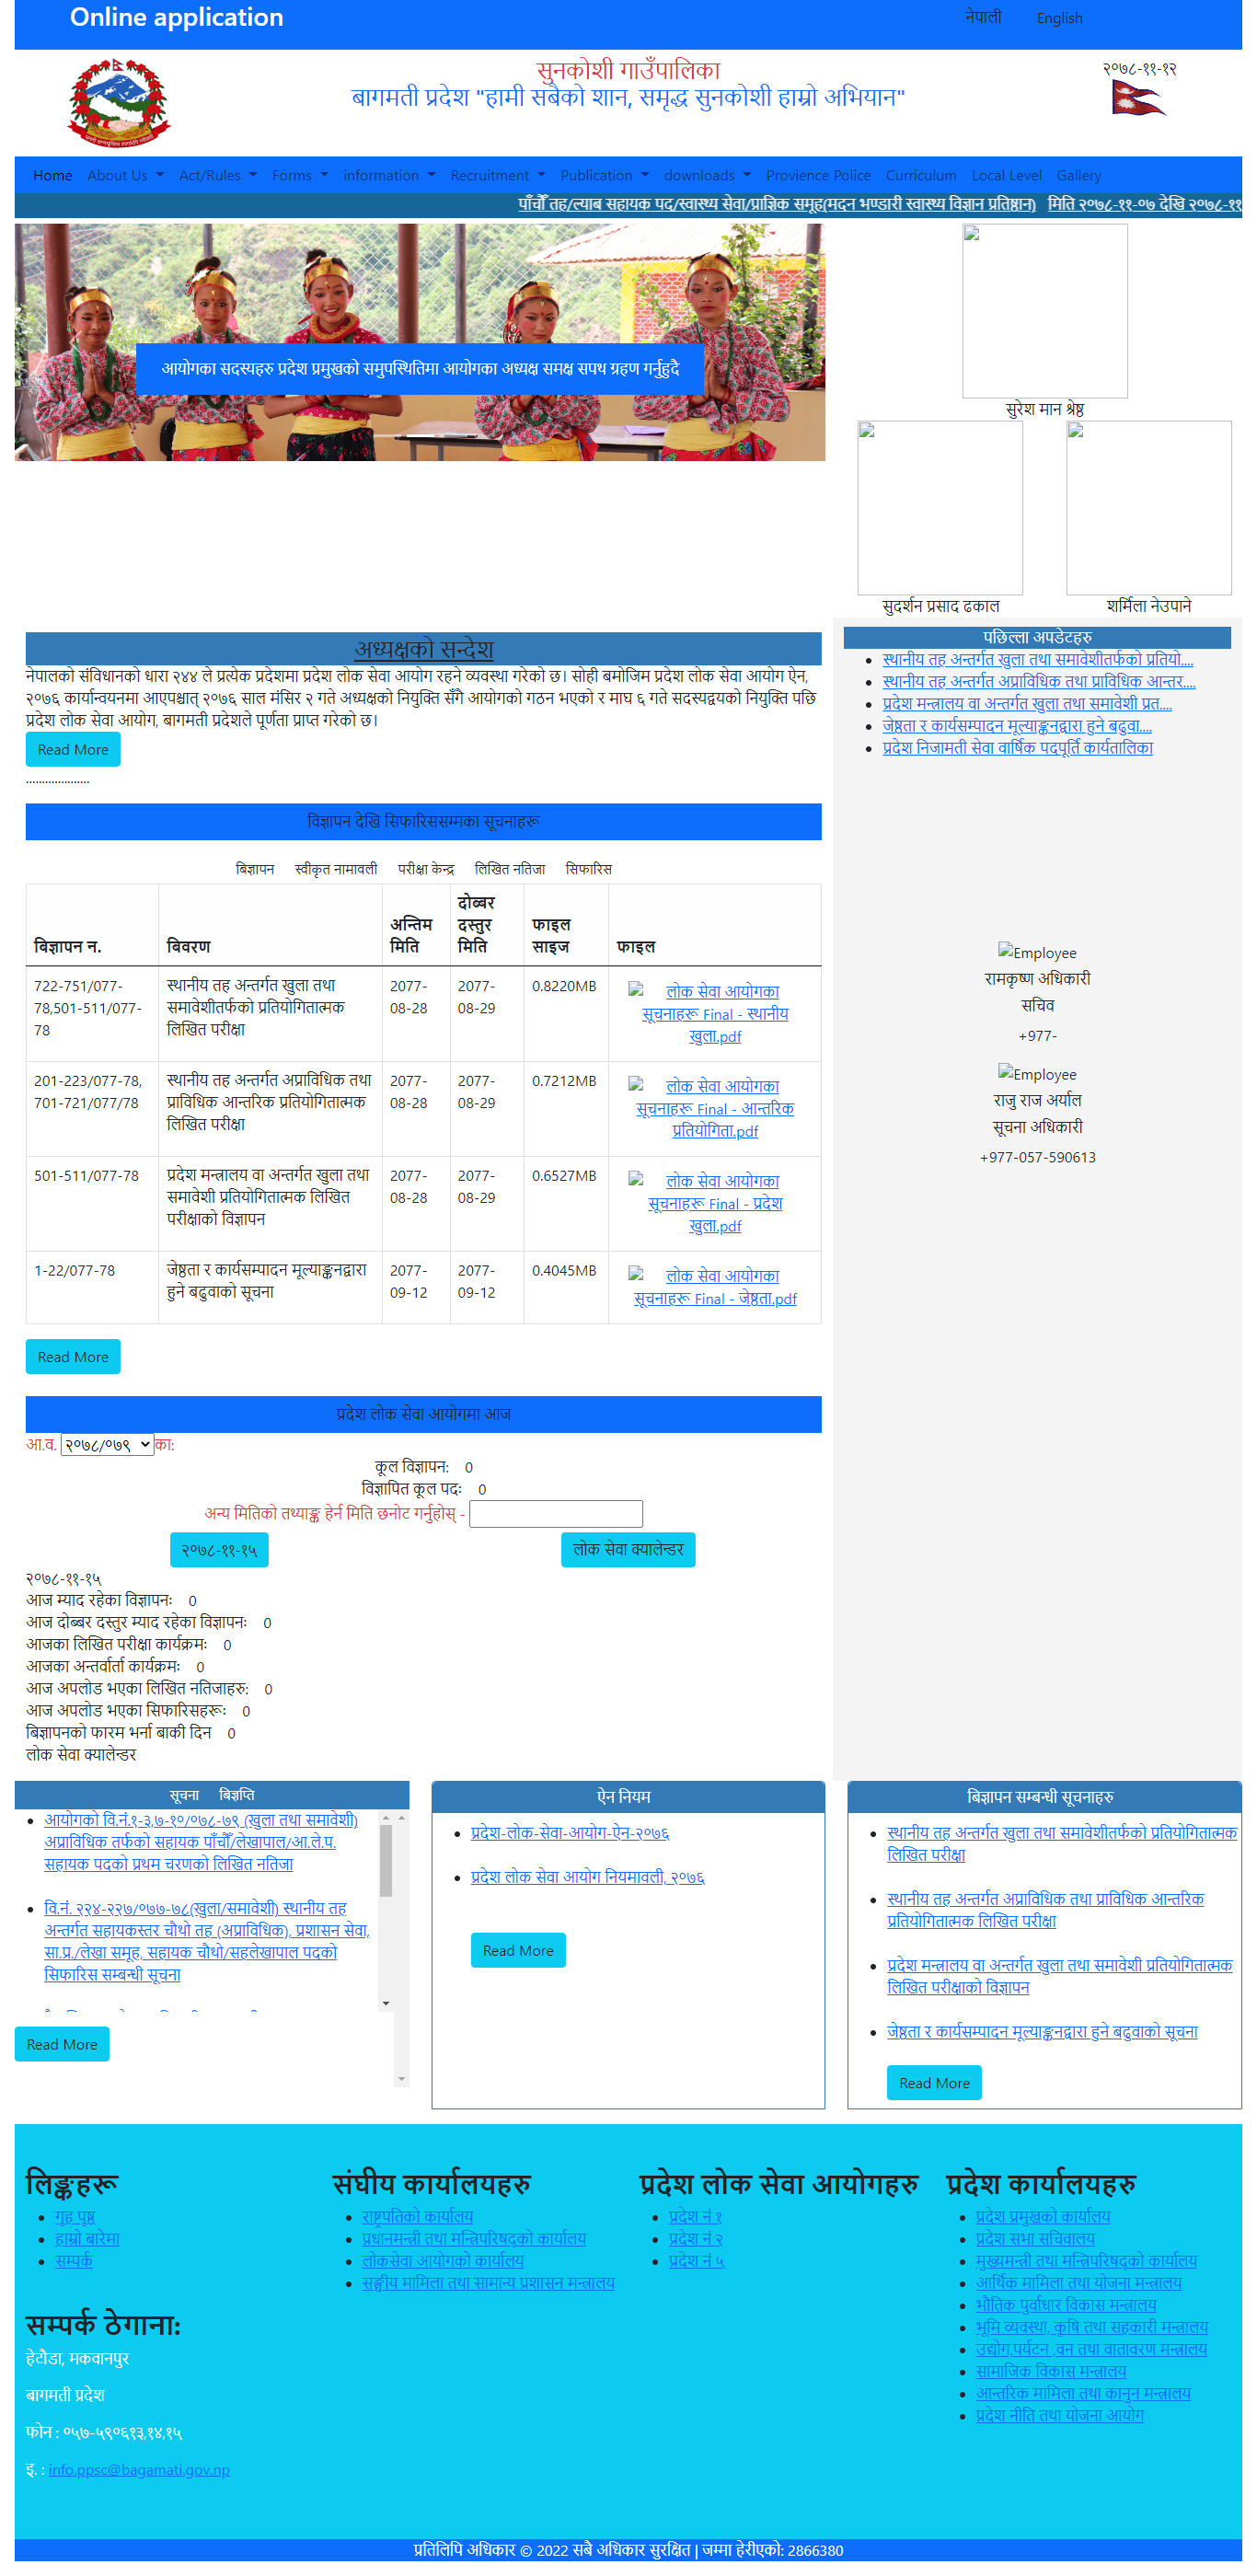 Online application
नेपाली English
सुनकोशी गाउँपालिका
बागमती प्रदेश "हामी सबैको शान, समृद्ध सुनकोशी हाम्रो अभियान"
२०७८-११-१२
Home About Us Act/Rules Forms information Recruitment Publication downloads Provience Police Curriculum Local Level Gallery
पाँचौँ तह/ल्याब सहायक पद/स्वास्थ्य सेवा/प्राज्ञिक समूह(मदन भण्डारी स्वास्थ्य विज्ञान प्रतिष्ठान) मिति २०७८-११-०७ देखि २०७८-११
आयोगका सदस्यहरु प्रदेश प्रमुखको समुपस्थितिमा आयोगका अध्यक्ष समक्ष सपथ ग्रहण गर्नुहुदै
सुरेश मान श्रेष्ठ
सुदर्शन प्रसाद ढकाल
शर्मिला नेउपाने
अध्यक्षको सन्देश
नेपालको संविधानको धारा २४४ ले प्रत्येक प्रदेशमा प्रदेश लोक सेवा आयोग रहने व्यवस्था गरेको छ। सोही बमोजिम प्रदेश लोक सेवा आयोग ऐन,
२०७६ कार्यान्वयनमा आएपश्चात् २०७६ साल मंसिर २ गते अध्यक्षको नियुक्ति सँगै आयोगको गठन भएको र माघ ६ गते सदस्यद्वयको नियुक्ति पछि
प्रदेश लोक सेवा आयोग, बागमती प्रदेशले पूर्णता प्राप्त गरेको छ।
Read More
....................
पछिल्ला अपडेटहरु
स्थानीय तह अन्तर्गत खुला तथा समावेशीतर्फको प्रतियो....
स्थानीय तह अन्तर्गत अप्राविधिक तथा प्राविधिक आन्तर....
प्रदेश मन्त्रालय वा अन्तर्गत खुला तथा समावेशी प्रत....
जेष्ठता र कार्यसम्पादन मूल्याङ्कनद्वारा हुने बढुवा....
प्रदेश निजामती सेवा वार्षिक पदपूर्ति कार्यतालिका
विज्ञापन देखि सिफारिससम्मका सूचनाहरू
बिज्ञापन स्वीकृत नामावली परीक्षा केन्द्र लिखित नतिजा सिफारिस
बिज्ञापन न. बिवरण अन्तिम मिति दोब्बर दस्तुर मिति फाइल साइज फाइल
722-751/077-78,501-511/077-78 स्थानीय तह अन्तर्गत खुला तथा समावेशीतर्फको प्रतियोगितात्मक लिखित परीक्षा 2077-08-28 2077-08-29 0.8220MB लोक सेवा आयोगका सूचनाहरू Final - स्थानीय खुला.pdf
201-223/077-78, 701-721/077/78 स्थानीय तह अन्तर्गत अप्राविधिक तथा प्राविधिक आन्तरिक प्रतियोगितात्मक लिखित परीक्षा 2077-08-28 2077-08-29 0.7212MB लोक सेवा आयोगका सूचनाहरू Final - आन्तरिक प्रतियोगिता.pdf
501-511/077-78 प्रदेश मन्त्रालय वा अन्तर्गत खुला तथा समावेशी प्रतियोगितात्मक लिखित परीक्षाको विज्ञापन 2077-08-28 2077-08-29 0.6527MB लोक सेवा आयोगका सूचनाहरू Final - प्रदेश खुला.pdf
1-22/077-78 जेष्ठता र कार्यसम्पादन मूल्याङ्कनद्वारा हुने बढुवाको सूचना 2077-09-12 2077-09-12 0.4045MB लोक सेवा आयोगका सूचनाहरू Final - जेष्ठता.pdf
Read More
Employee
रामकृष्ण अधिकारी
सचिव
+977-
Employee
राजु राज अर्याल
सूचना अधिकारी
+977-057-590613
प्रदेश लोक सेवा आयोगमा आज
आ.व. २०७८/०७९ का:
कूल विज्ञापन: 0
विज्ञापित कूल पदः 0
अन्य मितिको तथ्याङ्क हेर्न मिति छनोट गर्नुहोस् -
२०७८-११-१५ लोक सेवा क्यालेन्डर
२०७८-११-१५
आज म्याद रहेका विज्ञापनः 0
आज दोब्बर दस्तुर म्याद रहेका विज्ञापनः 0
आजका लिखित परीक्षा कार्यक्रमः 0
आजका अन्तर्वार्ता कार्यक्रमः 0
आज अपलोड भएका लिखित नतिजाहरु: 0
आज अपलोड भएका सिफारिसहरूः 0
बिज्ञापनको फारम भर्ना बाकी दिन 0
लोक सेवा क्यालेन्डर
सूचना बिज्ञप्ति
आयोगको वि.नं.१-३,७-१०/०७८-७९ (खुला तथा समावेशी)
अप्राविधिक तर्फको सहायक पाँचौँ/लेखापाल/आ.ले.प.
सहायक पदको प्रथम चरणको लिखित नतिजा
वि.नं. २२४-२२७/०७७-७८(खुला/समावेशी) स्थानीय तह
अन्तर्गत सहायकस्तर चौथो तह (अप्राविधिक), प्रशासन सेवा,
सा.प्र./लेखा समूह, सहायक चौथो/सहलेखापाल पदको
सिफारिस सम्बन्धी सूचना
Read More
ऐन नियम
प्रदेश-लोक-सेवा-आयोग-ऐन-२०७६
प्रदेश लोक सेवा आयोग नियमावली, २०७६
Read More
बिज्ञापन सम्बन्धी सूचनाहरु
स्थानीय तह अन्तर्गत खुला तथा समावेशीतर्फको प्रतियोगितात्मक
लिखित परीक्षा
स्थानीय तह अन्तर्गत अप्राविधिक तथा प्राविधिक आन्तरिक
प्रतियोगितात्मक लिखित परीक्षा
प्रदेश मन्त्रालय वा अन्तर्गत खुला तथा समावेशी प्रतियोगितात्मक
लिखित परीक्षाको विज्ञापन
जेष्ठता र कार्यसम्पादन मूल्याङ्कनद्वारा हुने बढुवाको सूचना
Read More
लिङ्कहरू
गृह पृष्ठ
हाम्रो बारेमा
सम्पर्क
सम्पर्क ठेगाना:
हेटौडा, मकवानपुर
बागमती प्रदेश
फोन : ०५७-५९०६१३,१४,१५
इ. : info.ppsc@bagamati.gov.np
संघीय कार्यालयहरु
राष्ट्रपतिको कार्यालय
प्रधानमन्त्री तथा मन्त्रिपरिषद्को कार्यालय
लोकसेवा आयोगको कार्यालय
सङ्घीय मामिला तथा सामान्य प्रशासन मन्त्रालय
प्रदेश लोक सेवा आयोगहरु
प्रदेश नं १
प्रदेश नं २
प्रदेश नं ५
प्रदेश कार्यालयहरु
प्रदेश प्रमुखको कार्यालय
प्रदेश सभा सचिवालय
मुख्यमन्त्री तथा मन्त्रिपरिषद्को कार्यालय
आर्थिक मामिला तथा योजना मन्त्रालय
भौतिक पुर्वाधार विकास मन्त्रालय
भूमि व्यवस्था, कृषि तथा सहकारी मन्त्रालय
उद्योग,पर्यटन ,वन तथा वातावरण मन्त्रालय
सामाजिक विकास मन्त्रालय
आन्तरिक मामिला तथा कानुन मन्त्रालय
प्रदेश नीति तथा योजना आयोग
प्रतिलिपि अधिकार © 2022 सबै अधिकार सुरक्षित | जम्मा हेरीएको: 2866380